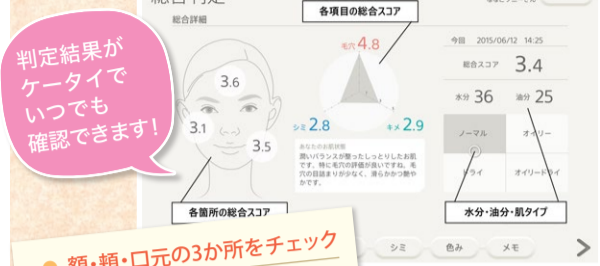 判定結果が
ケータイで
いつでも
確認できます!
総合判定
総合詳細
各項目の総合スコア
毛穴 4.8
シミ 2.8
キメ 2.9
3.6
3.1
3.5
各箇所の総合スコア
あなたのお肌状態
潤いバランスが整ったしっとりしたお肌
です。特に毛穴の評価が良いですね。毛
穴の目詰まりが少なく、滑らかかつ艶や
かです。
今回 2015/06/12 14:25
総合スコア 3.4
水分 36 油分 25
ノーマル
オイリー
ドライ
オイリードライ
水分・油分・肌タイプ
シミ
色み
メモ
額・頬・口元の3か所をチェック